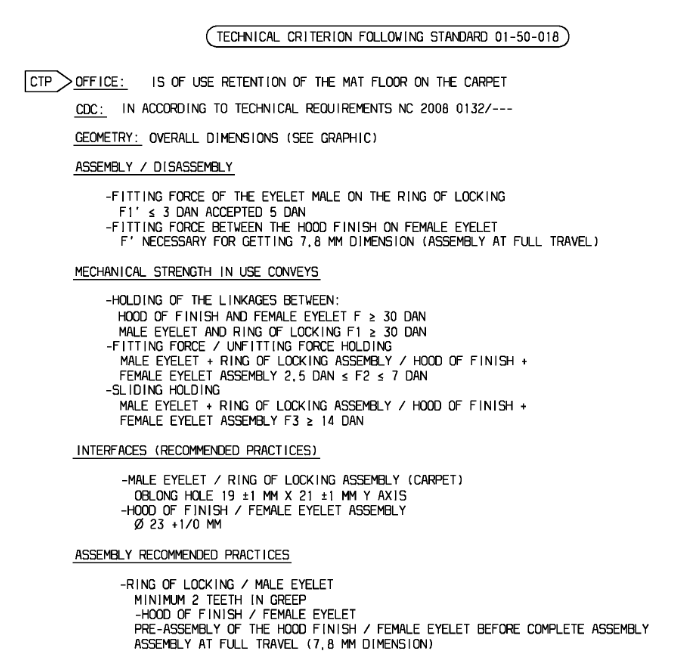 TECHNICAL CRITERION FOLLOWING STANDARD 01-50-018
CTP OFFICE: IS OF USE RETENTION OF THE MAT FLOOR ON THE CARPET
CDC: IN ACCORDING TO TECHNICAL REQUIREMENTS NC 2008 0132/---
GEOMETRY: OVERALL DIMENSIONS (SEE GRAPHIC)
ASSEMBLY / DISASSEMBLY
-FITTING FORCE OF THE EYELET MALE ON THE RING OF LOCKING
F1' ≤ 3 DAN ACCEPTED 5 DAN
-FITTING FORCE BETWEEN THE HOOD FINISH ON FEMALE EYELET
F' NECESSARY FOR GETTING 7,8 MM DIMENSION (ASSEMBLY AT FULL TRAVEL)
MECHANICAL STRENGTH IN USE CONVEYS
-HOLDING OF THE LINKAGES BETWEEN:
HOOD OF FINISH AND FEMALE EYELET F ≥ 30 DAN
MALE EYELET AND RING OF LOCKING F1 ≥ 30 DAN
-FITTING FORCE / UNFITTING FORCE HOLDING
MALE EYELET + RING OF LOCKING ASSEMBLY / HOOD OF FINISH +
FEMALE EYELET ASSEMBLY 2,5 DAN ≤ F2 ≤ 7 DAN
-SLIDING HOLDING
MALE EYELET + RING OF LOCKING ASSEMBLY / HOOD OF FINISH +
FEMALE EYELET ASSEMBLY F3 ≥ 14 DAN
INTERFACES (RECOMMENDED PRACTICES)
-MALE EYELET / RING OF LOCKING ASSEMBLY (CARPET)
OBLONG HOLE 19 ±1 MM X 21 ±1 MM Y AXIS
-HOOD OF FINISH / FEMALE EYELET ASSEMBLY
Ø 23 +1/0 MM
ASSEMBLY RECOMMENDED PRACTICES
-RING OF LOCKING / MALE EYELET
MINIMUM 2 TEETH IN GREEP
-HOOD OF FINISH / FEMALE EYELET
PRE-ASSEMBLY OF THE HOOD FINISH / FEMALE EYELET BEFORE COMPLETE ASSEMBLY
ASSEMBLY AT FULL TRAVEL (7,8 MM DIMENSION)